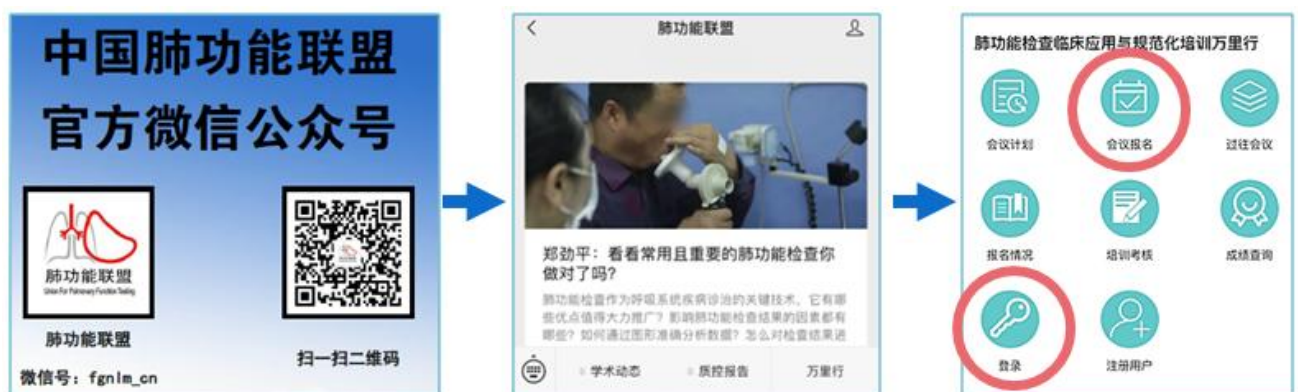 中国肺功能联盟
官方微信公众号
肺功能联盟
Union For Pulmonary Function Testing
肺功能联盟
微信号：fgnlm_cn
扫一扫二维码
肺功能联盟
郑劲平：看看常用且重要的肺功能检查你
做对了吗？
肺功能检查作为呼吸系统疾病诊治的关键技术，它有哪
些优点值得大力推广？影响肺功能检查结果的因素都有
哪些？如何通过图形准确分析数据？怎么对检查结果进
学术动态
质控报告
万里行
肺功能检查临床应用与规范化培训万里行
会议计划
会议报名
过往会议
报名情况
培训考核
成绩查询
登录
注册用户